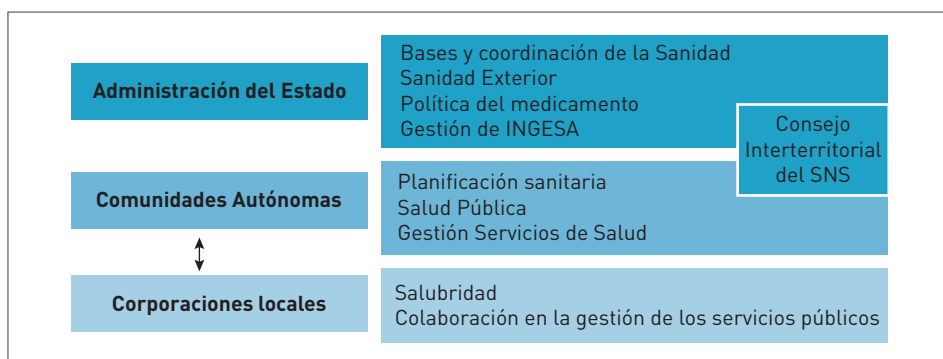 Administración del Estado
Bases y coordinación de la Sanidad
Sanidad Exterior
Política del medicamento
Gestión de INGESA
Consejo
Interterritorial
del SNS
Comunidades Autónomas
Planificación sanitaria
Salud Pública
Gestión Servicios de Salud
Corporaciones locales
Salubridad
Colaboración en la gestión de los servicios públicos